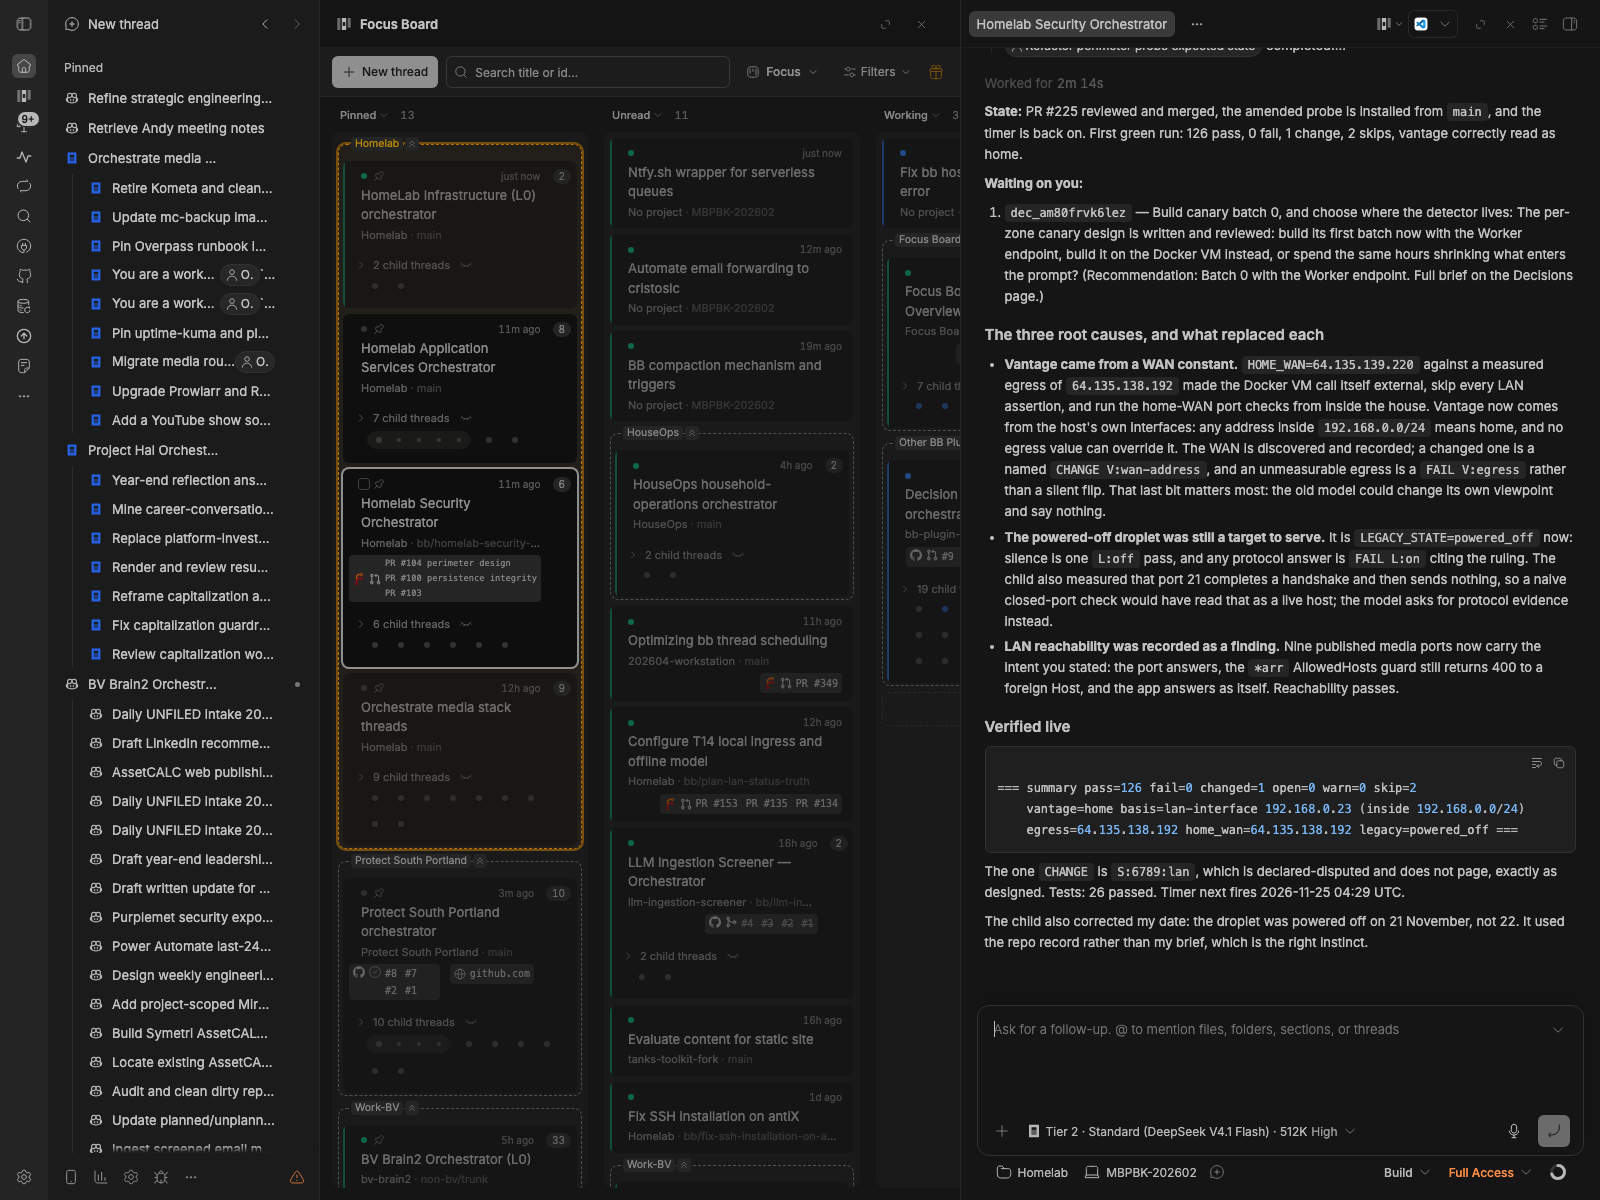 New thread
Pinned
Refine strategic engineering...
Retrieve Andy meeting notes
Orchestrate media ...
Retire Kometa and clean...
Update mc-backup ima...
Pin Overpass runbook i...
You are a work... O. `...
You are a work... O. `...
Pin uptime-kuma and pl...
Migrate media rou... O.
Upgrade Prowlarr and R...
Add a YouTube show so...
Project Hal Orchest...
Year-end reflection ans...
Mine career-conversatio...
Replace platform-invest...
Render and review resu...
Reframe capitalization a...
Fix capitalization guardr...
Review capitalization wo...
BV Brain2 Orchestr...
Daily UNFILED intake 20...
Draft LinkedIn recomme...
AssetCALC web publishi...
Daily UNFILED intake 20...
Daily UNFILED intake 20...
Draft year-end leadershi...
Draft written update for ...
Purplemet security expo...
Power Automate last-24...
Design weekly engineeri...
Add project-scoped Mir...
Build Symetri AssetCAL...
Locate existing AssetCA...
Audit and clean dirty rep...
Update planned/unplann...
Ingest screened email m...
9+
Focus Board
New thread
Search title or id...
Focus
Filters
Pinned 13
Homelab
just now 2
HomeLab Infrastructure (L0)
orchestrator
Homelab · main
2 child threads
11m ago 8
Homelab Application
Services Orchestrator
Homelab · main
7 child threads
11m ago 6
Homelab Security
Orchestrator
Homelab · bb/homelab-security-...
PR #104 perimeter design
PR #100 persistence integrity
PR #103
6 child threads
12h ago 9
Orchestrate media stack
threads
Homelab · main
9 child threads
Protect South Portland
3m ago 10
Protect South Portland
orchestrator
Protect South Portland · main
#8 #7
#2 #1
github.com
10 child threads
Work-BV
5h ago 33
BV Brain2 Orchestrator (L0)
bv-brain2 · non-bv/trunk
Unread 11
just now
Ntfy.sh wrapper for serverless
queues
No project · MBPBK-202602
12m ago
Automate email forwarding to
cristosic
No project · MBPBK-202602
19m ago
BB compaction mechanism and
triggers
No project · MBPBK-202602
HouseOps
4h ago 2
HouseOps household-
operations orchestrator
HouseOps · main
2 child threads
11h ago
Optimizing bb thread scheduling
202604-workstation · main
PR #349
12h ago
Configure T14 local ingress and
offline model
Homelab · bb/plan-lan-status-truth
PR #153 PR #135 PR #134
16h ago 2
LLM Ingestion Screener —
Orchestrator
llm-ingestion-screener · bb/llm-in...
#4 #3 #2 #1
2 child threads
16h ago
Evaluate content for static site
tanks-toolkit-fork · main
1d ago
Fix SSH installation on antiX
Homelab · bb/fix-ssh-installation-on-a...
Work-BV
Working 3
Fix bb hos
error
No project ·
Focus Board
Focus Bo
Overview
Focus Boa
7 child th
Other BB Plu
Decision
orchestra
bb-plugin-
#9
19 child
Homelab Security Orchestrator
Refactor perimeter probe expected state completed....
Worked for 2m 14s
State: PR #225 reviewed and merged, the amended probe is installed from main, and the
timer is back on. First green run: 126 pass, 0 fail, 1 change, 2 skips, vantage correctly read as
home.
Waiting on you:
1. dec_am80frvk6lez — Build canary batch 0, and choose where the detector lives: The per-
zone canary design is written and reviewed: build its first batch now with the Worker
endpoint, build it on the Docker VM instead, or spend the same hours shrinking what enters
the prompt? (Recommendation: Batch 0 with the Worker endpoint. Full brief on the Decisions
page.)
The three root causes, and what replaced each
• Vantage came from a WAN constant. HOME_WAN=64.135.139.220 against a measured
egress of 64.135.138.192 made the Docker VM call itself external, skip every LAN
assertion, and run the home-WAN port checks from inside the house. Vantage now comes
from the host's own interfaces: any address inside 192.168.0.0/24 means home, and no
egress value can override it. The WAN is discovered and recorded; a changed one is a
named CHANGE V:wan-address, and an unmeasurable egress is a FAIL V:egress rather
than a silent flip. That last bit matters most: the old model could change its own viewpoint
and say nothing.
• The powered-off droplet was still a target to serve. It is LEGACY_STATE=powered_off now:
silence is one L:off pass, and any protocol answer is FAIL L:on citing the ruling. The
child also measured that port 21 completes a handshake and then sends nothing, so a naive
closed-port check would have read that as a live host; the model asks for protocol evidence
instead.
• LAN reachability was recorded as a finding. Nine published media ports now carry the
intent you stated: the port answers, the *arr AllowedHosts guard still returns 400 to a
foreign Host, and the app answers as itself. Reachability passes.
Verified live
=== summary pass=126 fail=0 changed=1 open=0 warn=0 skip=2
vantage=home basis=lan-interface 192.168.0.23 (inside 192.168.0.0/24)
egress=64.135.138.192 home_wan=64.135.138.192 legacy=powered_off ===
The one CHANGE is S:6789:lan, which is declared-disputed and does not page, exactly as
designed. Tests: 26 passed. Timer next fires 2026-11-25 04:29 UTC.
The child also corrected my date: the droplet was powered off on 21 November, not 22. It used
the repo record rather than my brief, which is the right instinct.
Ask for a follow-up. @ to mention files, folders, sections, or threads
Tier 2 · Standard (DeepSeek V4.1 Flash) · 512K High
Homelab
MBPBK-202602
Build
Full Access